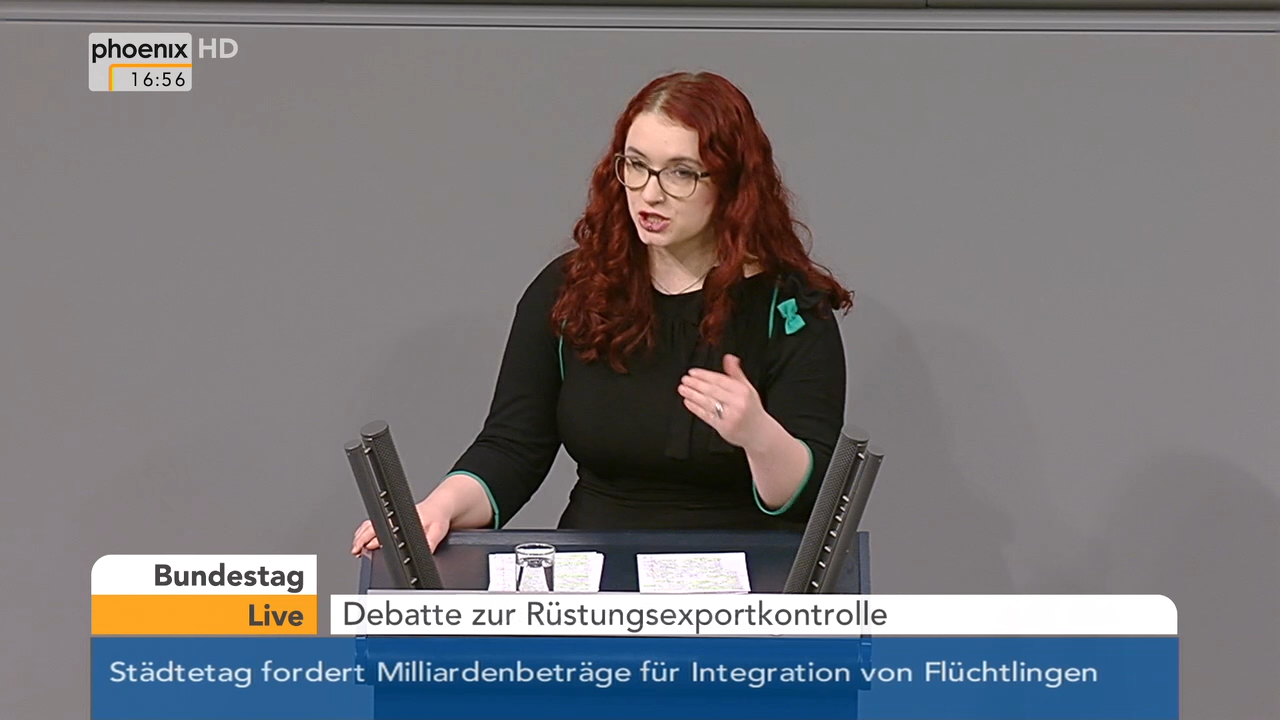 phoenix HD
16:56
Bundestag
Live
Debatte zur Rüstungsexportkontrolle
Städtetag fordert Milliardenbeträge für Integration von Flüchtlingen